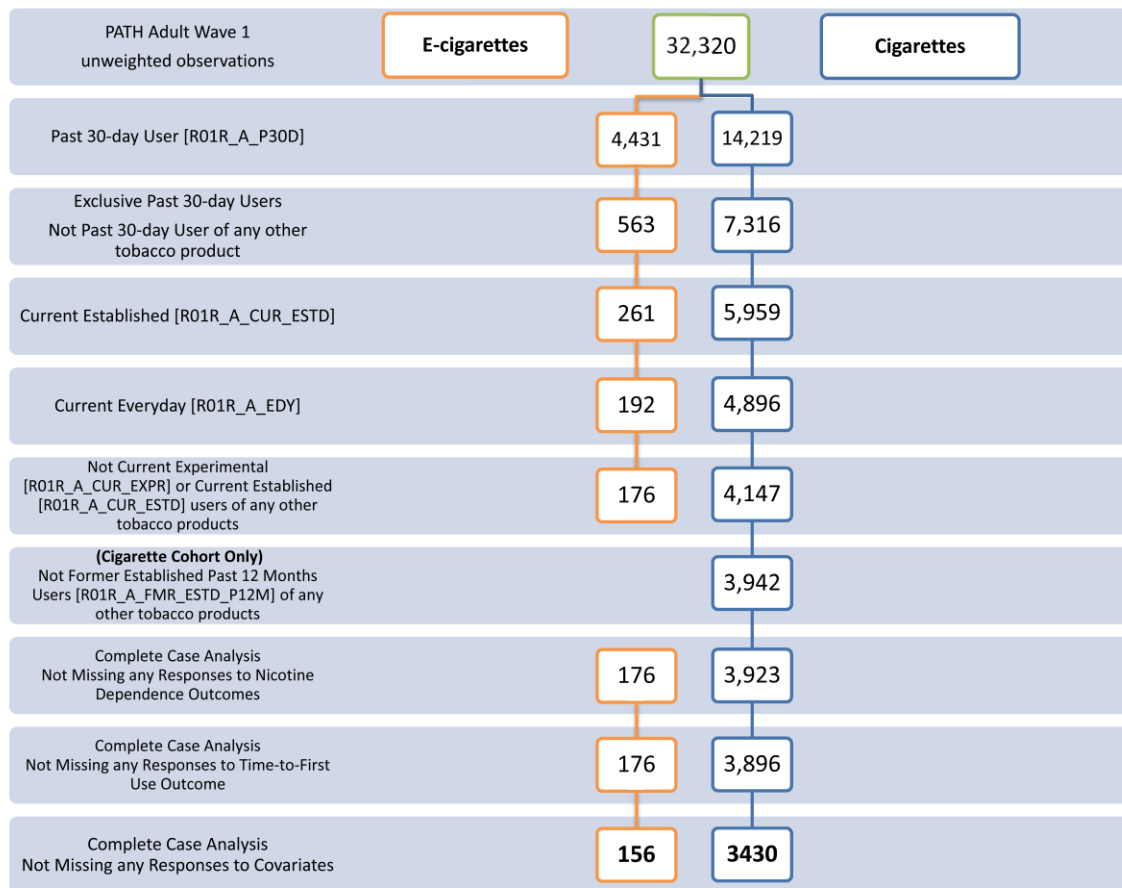 PATH Adult Wave 1
unweighted observations
E-cigarettes
32,320
Cigarettes
Past 30-day User [R01R_A_P30D]
4,431
14,219
Exclusive Past 30-day Users
Not Past 30-day User of any other
tobacco product
563
7,316
Current Established [R01R_A_CUR_ESTD]
261
5,959
Current Everyday [R01R_A_EDY]
192
4,896
Not Current Experimental
[R01R_A_CUR_EXPR] or Current Established
[R01R_A_CUR_ESTD] users of any other
tobacco products
176
4,147
(Cigarette Cohort Only)
Not Former Established Past 12 Months
Users [R01R_A_FMR_ESTD_P12M] of any
other tobacco products
3,942
Complete Case Analysis
Not Missing any Responses to Nicotine
Dependence Outcomes
176
3,923
Complete Case Analysis
Not Missing any Responses to Time-to-First
Use Outcome
176
3,896
Complete Case Analysis
Not Missing any Responses to Covariates
156
3430